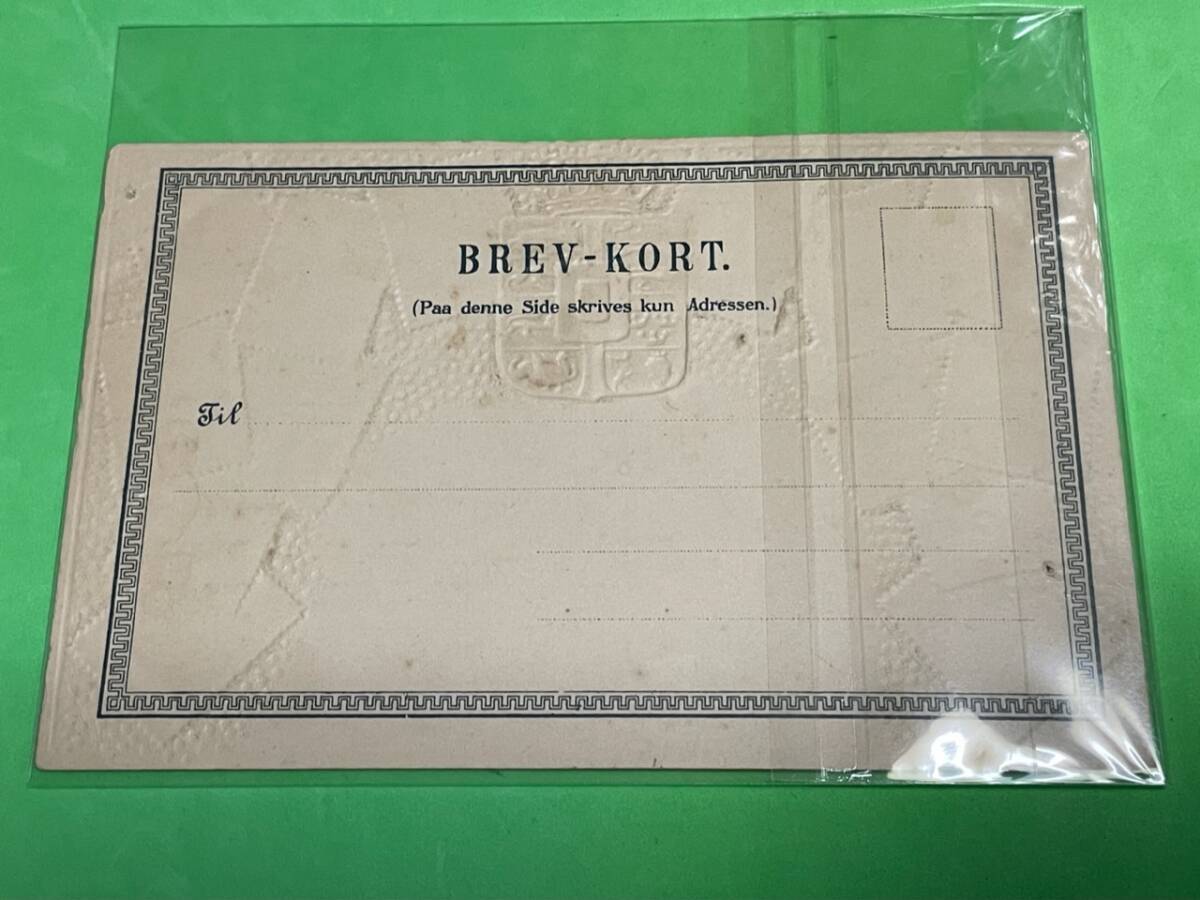 BREV-KORT.
(Paa denne Side skrives kun Adressen.)
Til